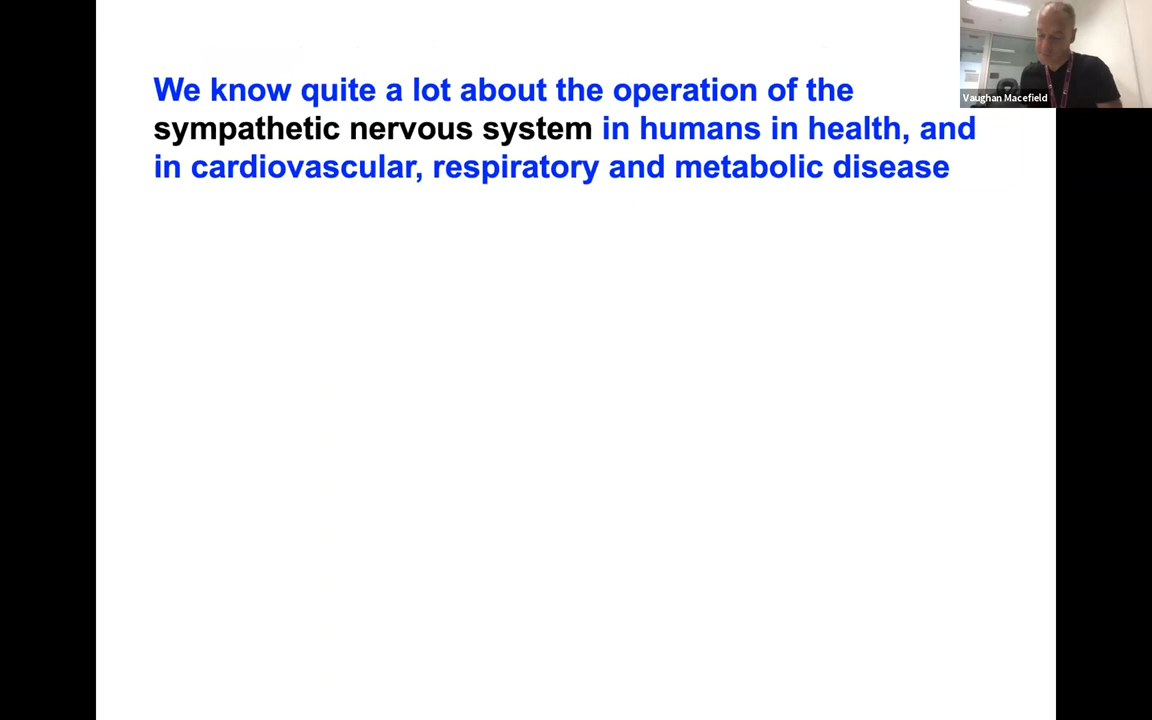 We know quite a lot about the operation of the
sympathetic nervous system in humans in health, and
in cardiovascular, respiratory and metabolic disease
Vaughan Macefield